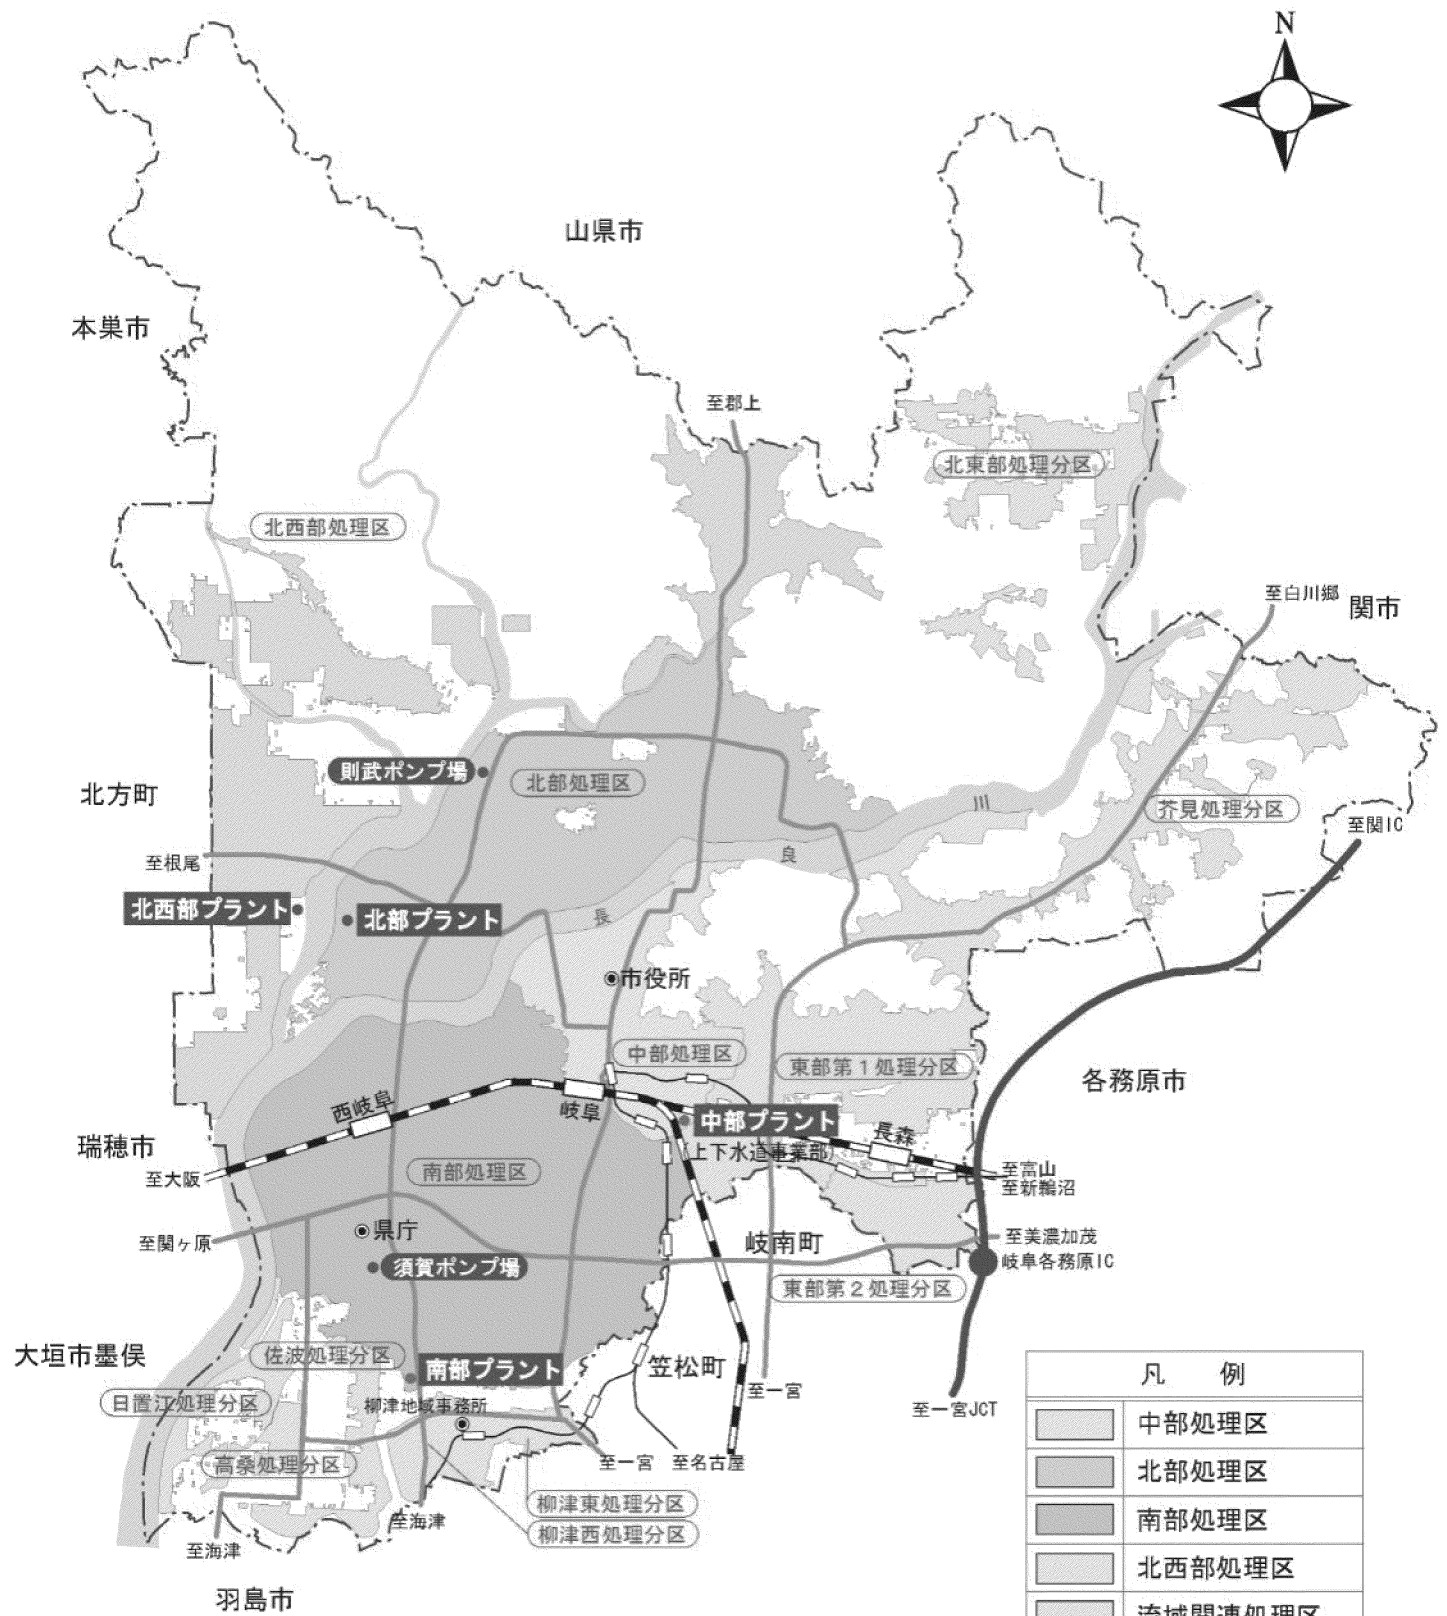 N
山県市
本巣市
至郡上
北東部処理分区
北西部処理区
至白川郷
関市
則武ポンプ場
北部処理区
北方町
川
芥見処理分区
至関IC
至根尾
良
北西部プラント
北部プラント
長
市役所
中部処理区
東部第1処理分区
各務原市
西岐阜
岐阜
中部プラント
長森
瑞穂市
(上下水道事業部)
至大阪
南部処理区
至富山
至新鵜沼
県庁
至関ヶ原
岐南町
至美濃加茂
須賀ポンプ場
岐阜各務原IC
東部第2処理分区
大垣市墨俣
佐波処理分区
南部プラント
笠松町
至一宮
日置江処理分区
柳津地域事務所
至一宮JCT
高桑処理分区
至一宮
至名古屋
柳津東処理分区
至海津
柳津西処理分区
至海津
羽島市
凡 例
中部処理区
北部処理区
南部処理区
北西部処理区
流域関連処理区